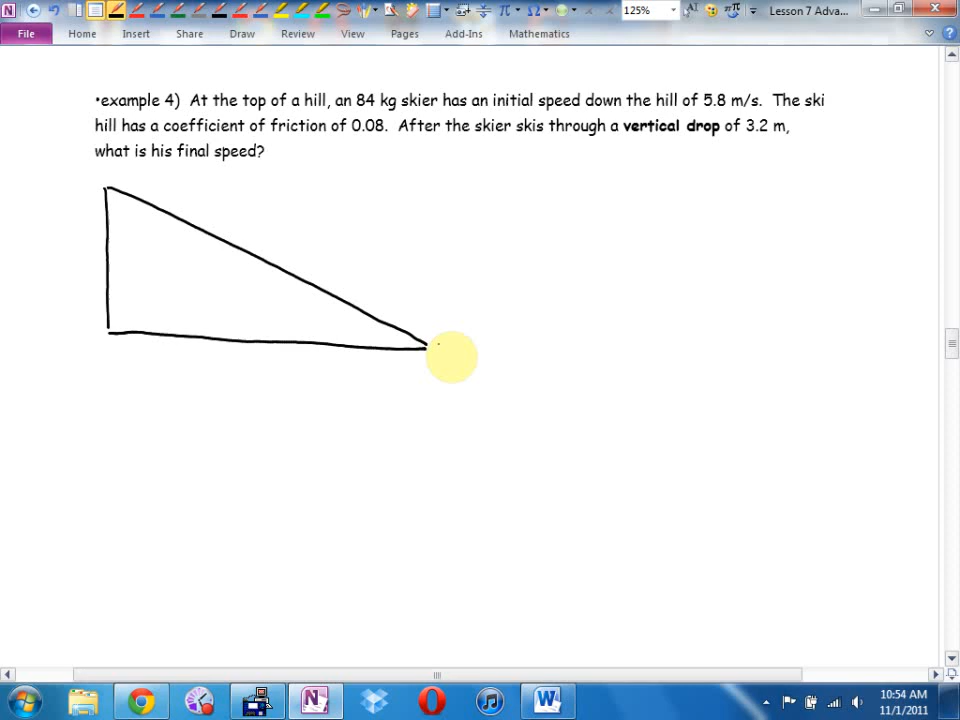 125%
Lesson 7 Adva...
File Home Insert Share Draw Review View Pages Add-Ins Mathematics
•example 4) At the top of a hill, an 84 kg skier has an initial speed down the hill of 5.8 m/s. The ski
hill has a coefficient of friction of 0.08. After the skier skis through a vertical drop of 3.2 m,
what is his final speed?
10:54 AM
11/1/2011